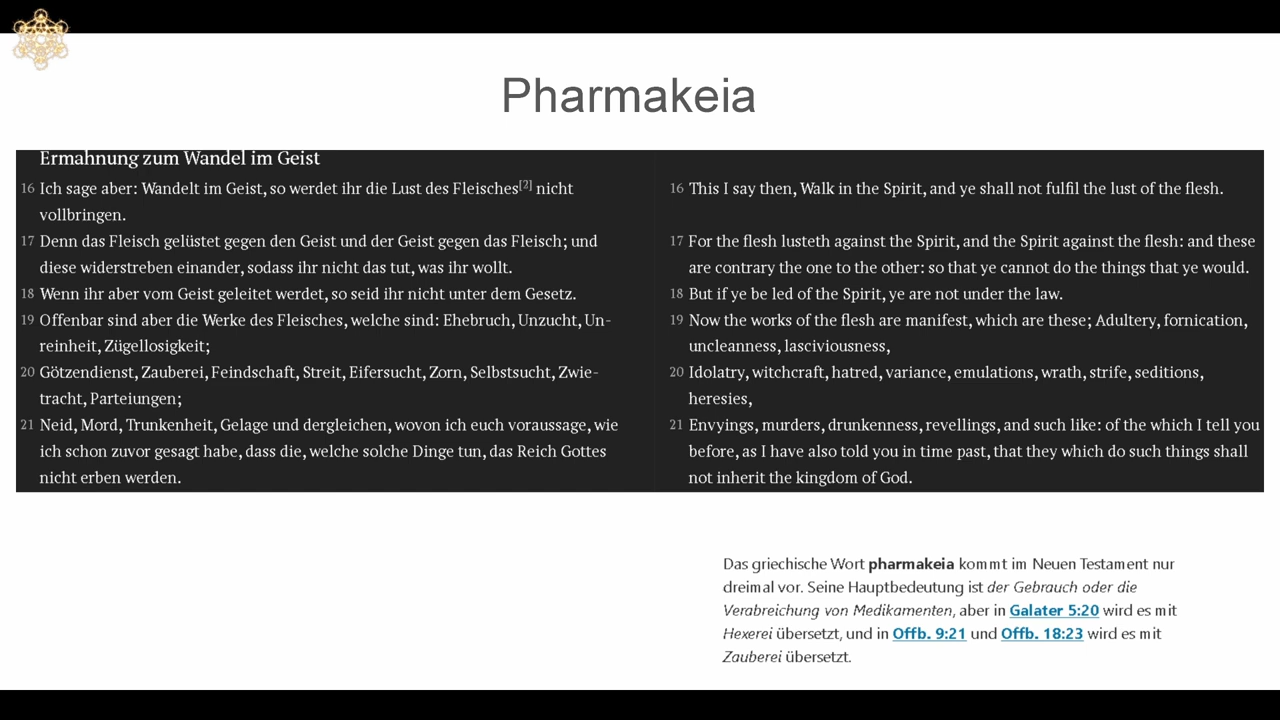 Pharmakeia
Ermahnung zum Wandel im Geist
16 Ich sage aber: Wandelt im Geist, so werdet ihr die Lust des Fleisches[2] nicht
vollbringen.
17 Denn das Fleisch gelüstet gegen den Geist und der Geist gegen das Fleisch; und
diese widerstreben einander, sodass ihr nicht das tut, was ihr wollt.
18 Wenn ihr aber vom Geist geleitet werdet, so seid ihr nicht unter dem Gesetz.
19 Offenbar sind aber die Werke des Fleisches, welche sind: Ehebruch, Unzucht, Un-
reinheit, Zügellosigkeit;
20 Götzendienst, Zauberei, Feindschaft, Streit, Eifersucht, Zorn, Selbstsucht, Zwie-
tracht, Parteiungen;
21 Neid, Mord, Trunkenheit, Gelage und dergleichen, wovon ich euch voraussage, wie
ich schon zuvor gesagt habe, dass die, welche solche Dinge tun, das Reich Gottes
nicht erben werden.
16 This I say then, Walk in the Spirit, and ye shall not fulfil the lust of the flesh.
17 For the flesh lusteth against the Spirit, and the Spirit against the flesh: and these
are contrary the one to the other: so that ye cannot do the things that ye would.
18 But if ye be led of the Spirit, ye are not under the law.
19 Now the works of the flesh are manifest, which are these; Adultery, fornication,
uncleanness, lasciviousness,
20 Idolatry, witchcraft, hatred, variance, emulations, wrath, strife, seditions,
heresies,
21 Envyings, murders, drunkenness, revellings, and such like: of the which I tell you
before, as I have also told you in time past, that they which do such things shall
not inherit the kingdom of God.
Das griechische Wort pharmakeia kommt im Neuen Testament nur
dreimal vor. Seine Hauptbedeutung ist der Gebrauch oder die
Verabreichung von Medikamenten, aber in Galater 5:20 wird es mit
Hexerei übersetzt, und in Offb. 9:21 und Offb. 18:23 wird es mit
Zauberei übersetzt.